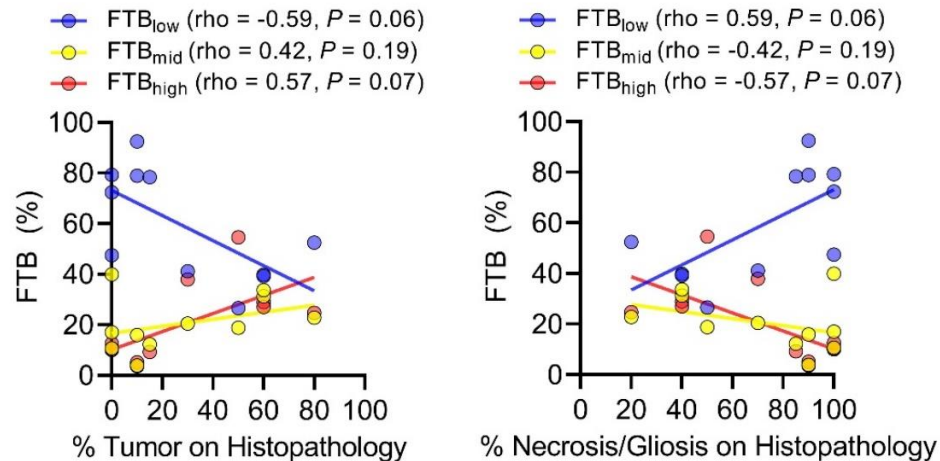 FTBlow (rho = -0.59, P = 0.06)
FTBmid (rho = 0.42, P = 0.19)
FTBhigh (rho = 0.57, P = 0.07)
100
80
60
40
20
0
FTB (%)
0 20 40 60 80 100
% Tumor on Histopathology
FTBlow (rho = 0.59, P = 0.06)
FTBmid (rho = -0.42, P = 0.19)
FTBhigh (rho = -0.57, P = 0.07)
100
80
60
40
20
0
FTB (%)
20 40 60 80 100
% Necrosis/Gliosis on Histopathology